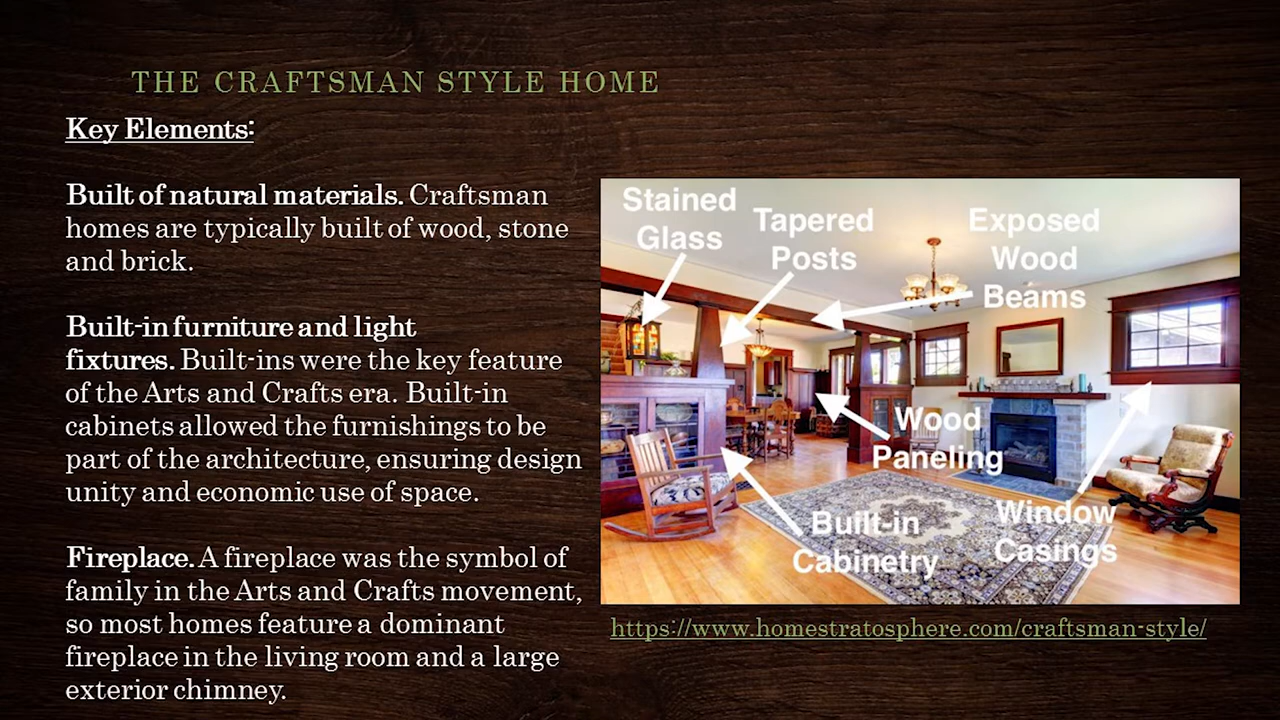 THE CRAFTSMAN STYLE HOME
Key Elements:
Built of natural materials. Craftsman
homes are typically built of wood, stone
and brick.
Built-in furniture and light
fixtures. Built-ins were the key feature
of the Arts and Crafts era. Built-in
cabinets allowed the furnishings to be
part of the architecture, ensuring design
unity and economic use of space.
Fireplace. A fireplace was the symbol of
family in the Arts and Crafts movement,
so most homes feature a dominant
fireplace in the living room and a large
exterior chimney.
Stained
Glass
Tapered
Posts
Exposed
Wood
Beams
Wood
Paneling
Built-in
Cabinetry
Window
Casings
https://www.homestratosphere.com/craftsman-style/